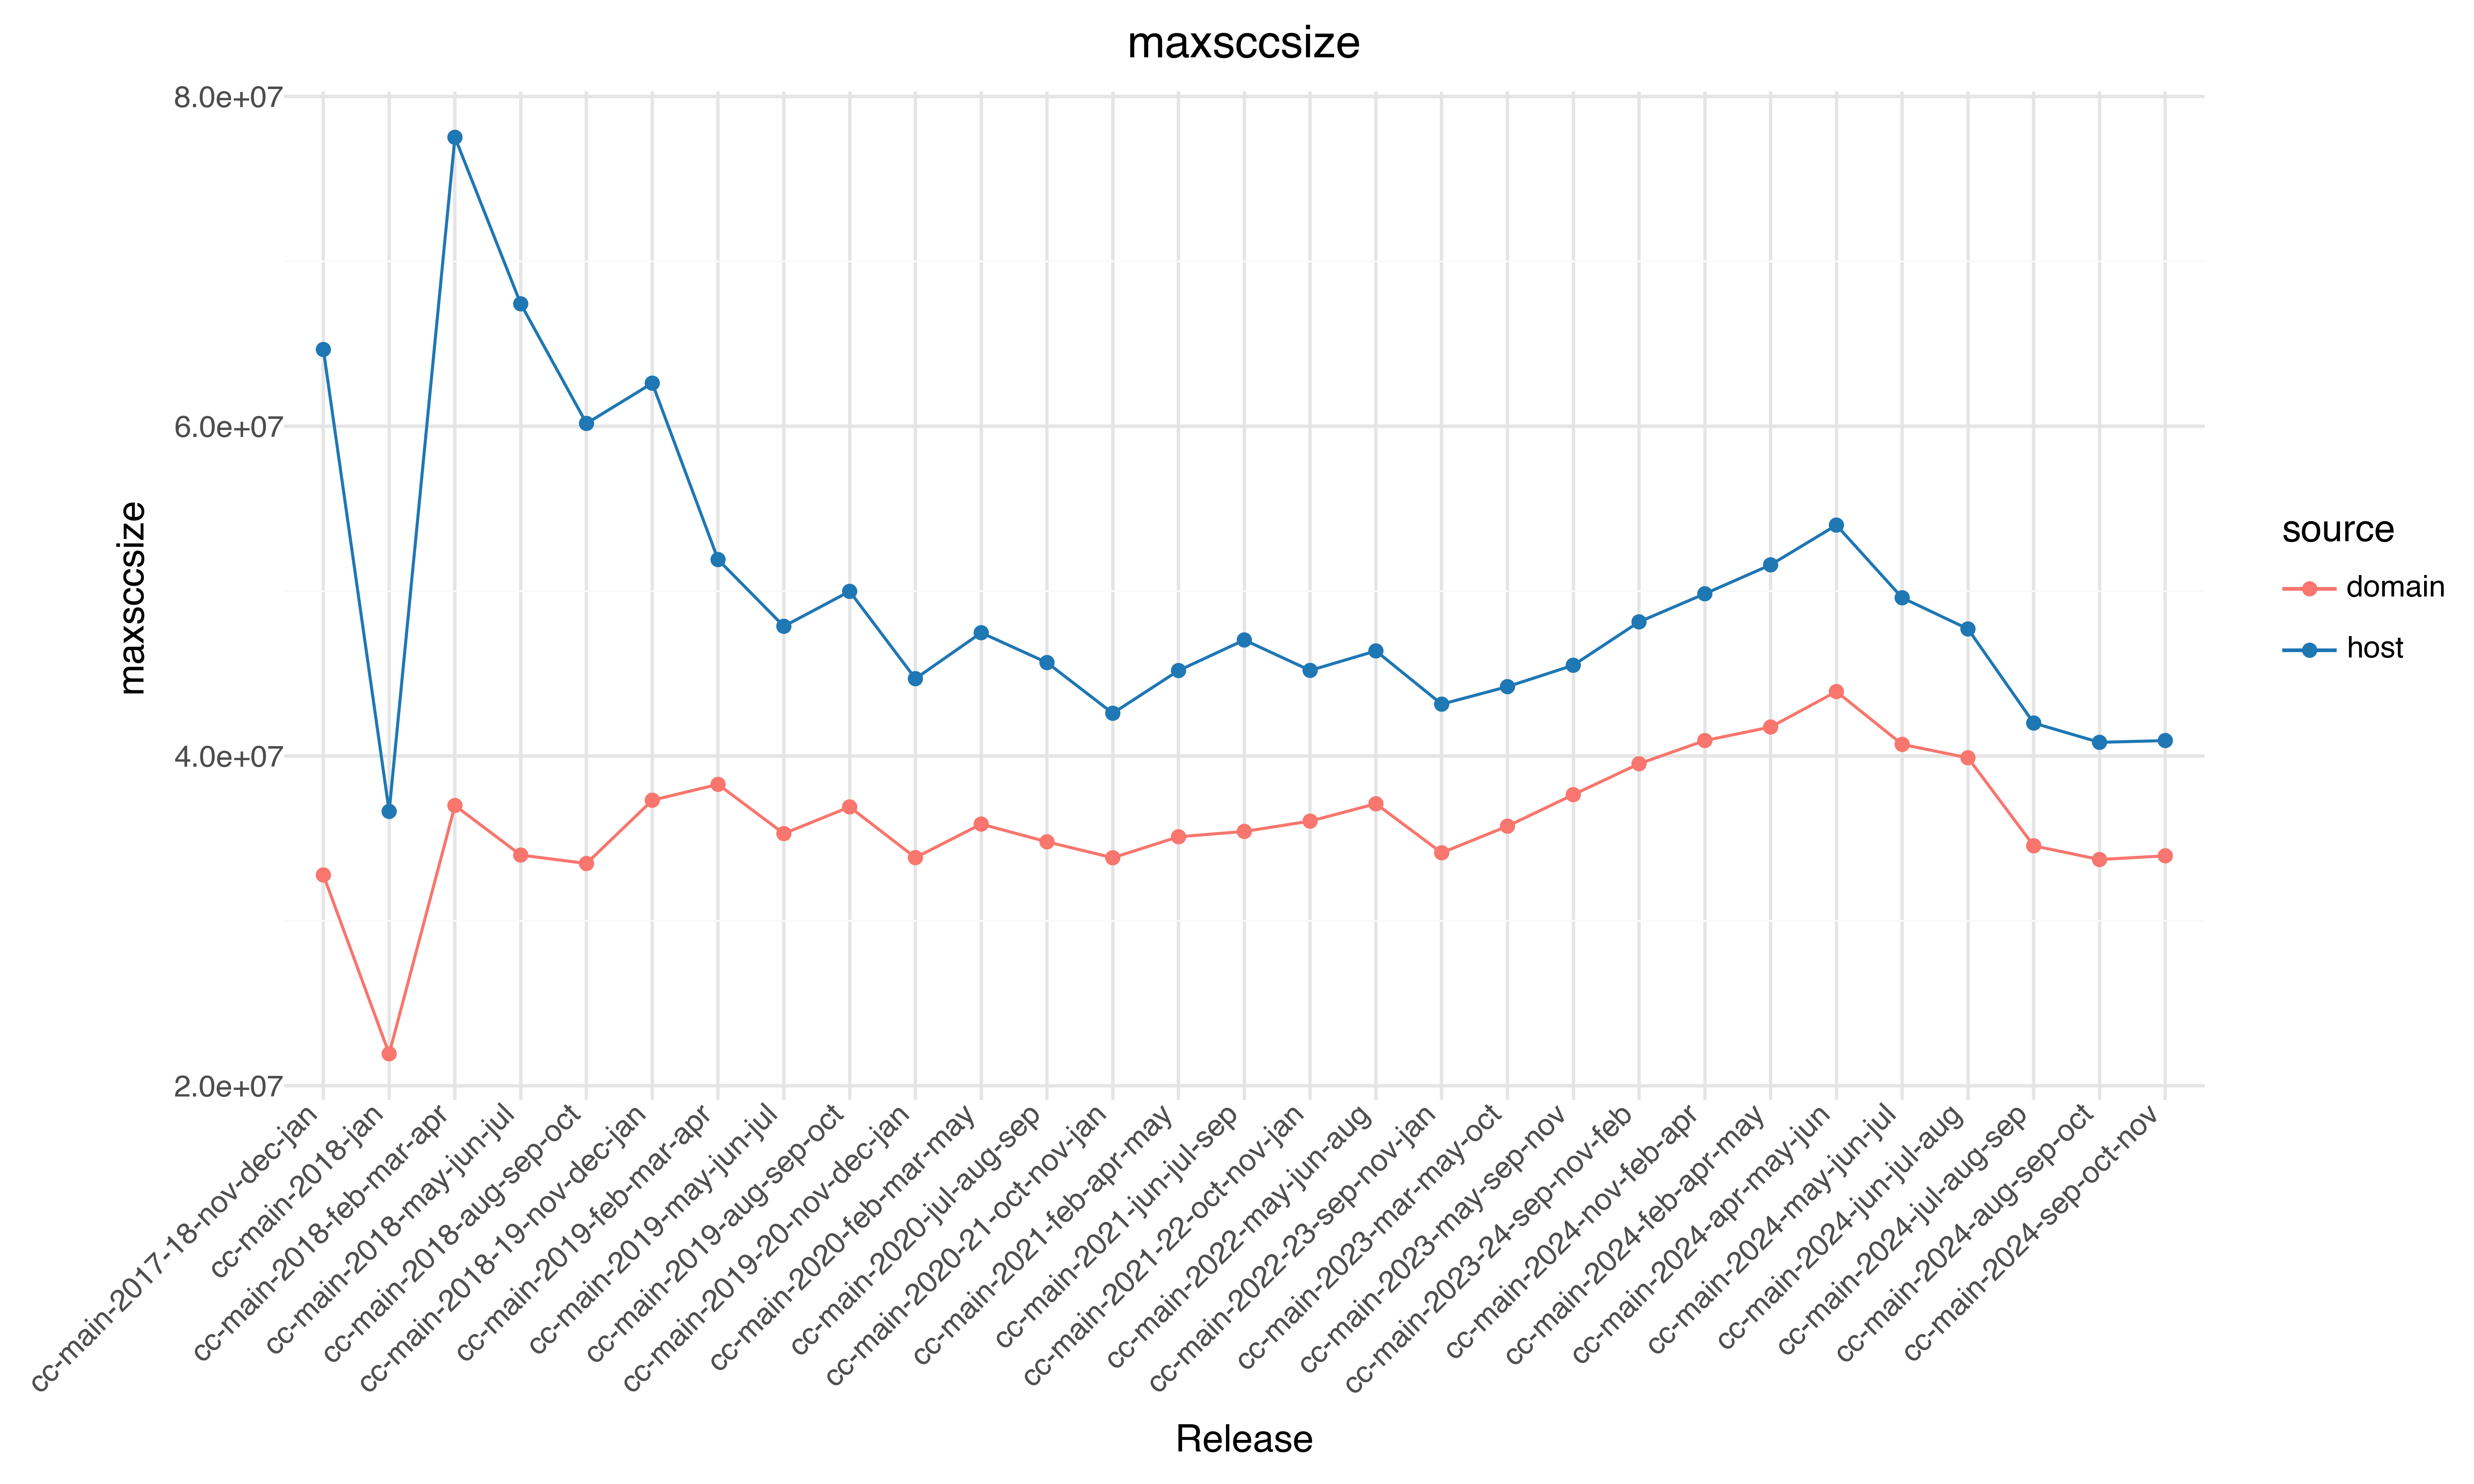 maxsccsize
maxsccsize
8.0e+07
6.0e+07
4.0e+07
2.0e+07
cc-main-2017-18-nov-dec-jan
cc-main-2018-jan
cc-main-2018-feb-mar-apr
cc-main-2018-may-jun-jul
cc-main-2018-aug-sep-oct
cc-main-2018-19-nov-dec-jan
cc-main-2019-feb-mar-apr
cc-main-2019-may-jun-jul
cc-main-2019-aug-sep-oct
cc-main-2019-20-nov-dec-jan
cc-main-2020-feb-mar-may
cc-main-2020-jul-aug-sep
cc-main-2020-21-oct-nov-jan
cc-main-2021-feb-apr-may
cc-main-2021-jun-jul-sep
cc-main-2021-22-oct-nov-jan
cc-main-2022-may-jun-aug
cc-main-2022-23-sep-nov-jan
cc-main-2023-mar-may-oct
cc-main-2023-may-sep-nov
cc-main-2023-24-sep-nov-feb
cc-main-2024-nov-feb-apr
cc-main-2024-feb-apr-may
cc-main-2024-apr-may-jun
cc-main-2024-may-jun-jul
cc-main-2024-jun-jul-aug
cc-main-2024-jul-aug-sep
cc-main-2024-aug-sep-oct
cc-main-2024-sep-oct-nov
Release
source
domain
host